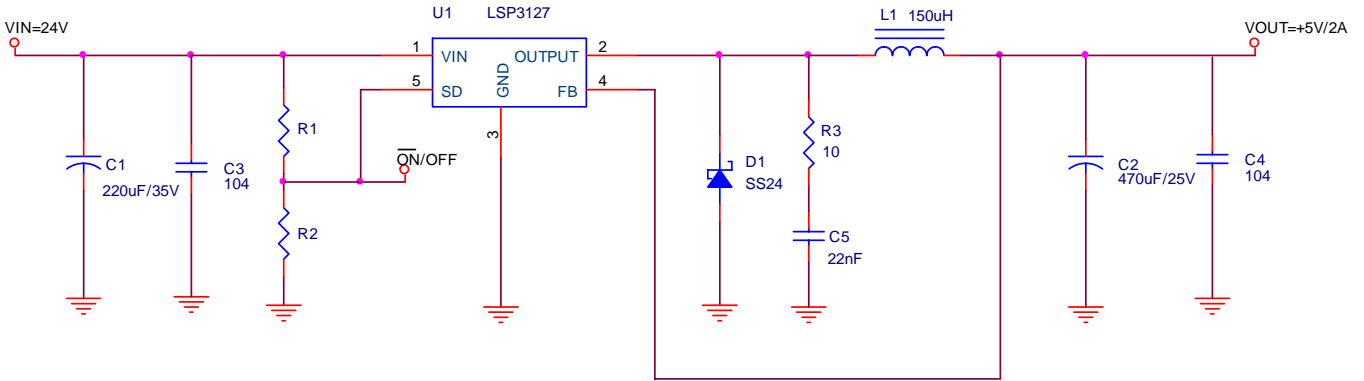 U1 LSP3127
L1 150uH
VIN=24V
VOUT=+5V/2A
1 VIN OUTPUT 2
5 SD GND FB 4
3
R1
R3
10
ON/OFF
C1
220uF/35V
C3
104
D1
SS24
C2
470uF/25V
C4
104
R2
C5
22nF